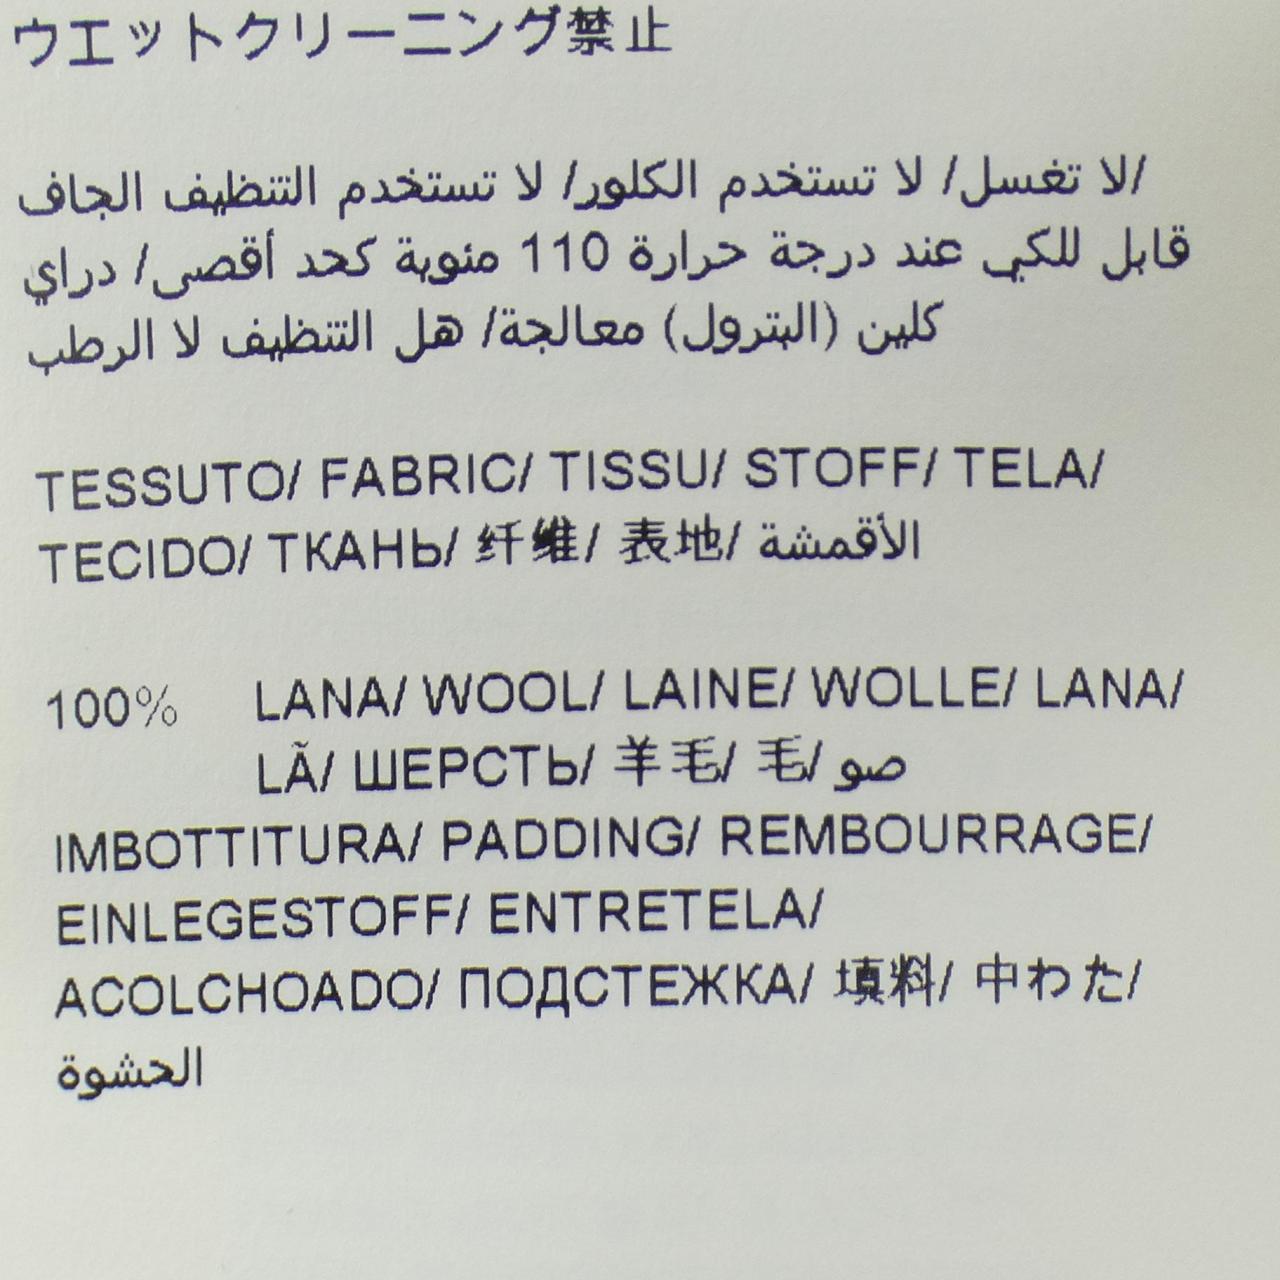 ウエットクリーニング禁止
لا تغسل/ لا تستخدم الكلور/ لا تستخدم التنظيف الجاف/
قابل للكي عند درجة حرارة 110 مئوية كحد أقصى/ دراي
كلين (البترول) معالجة/ هل التنظيف لا الرطب
TESSUTO/ FABRIC/ TISSU/ STOFF/ TELA/
TECIDO/ ТКАНЬ/ 纤维/ 表地/ الأقمشة
100% LANA/ WOOL/ LAINE/ WOLLE/ LANA/
LÃ/ ШЕРСТЬ/ 羊毛/ 毛/ صو
IMBOTTITURA/ PADDING/ REMBOURRAGE/
EINLEGESTOFF/ ENTRETELA/
ACOLCHOADO/ ПОДСТЕЖКА/ 填料/ 中わた/
الحشوة